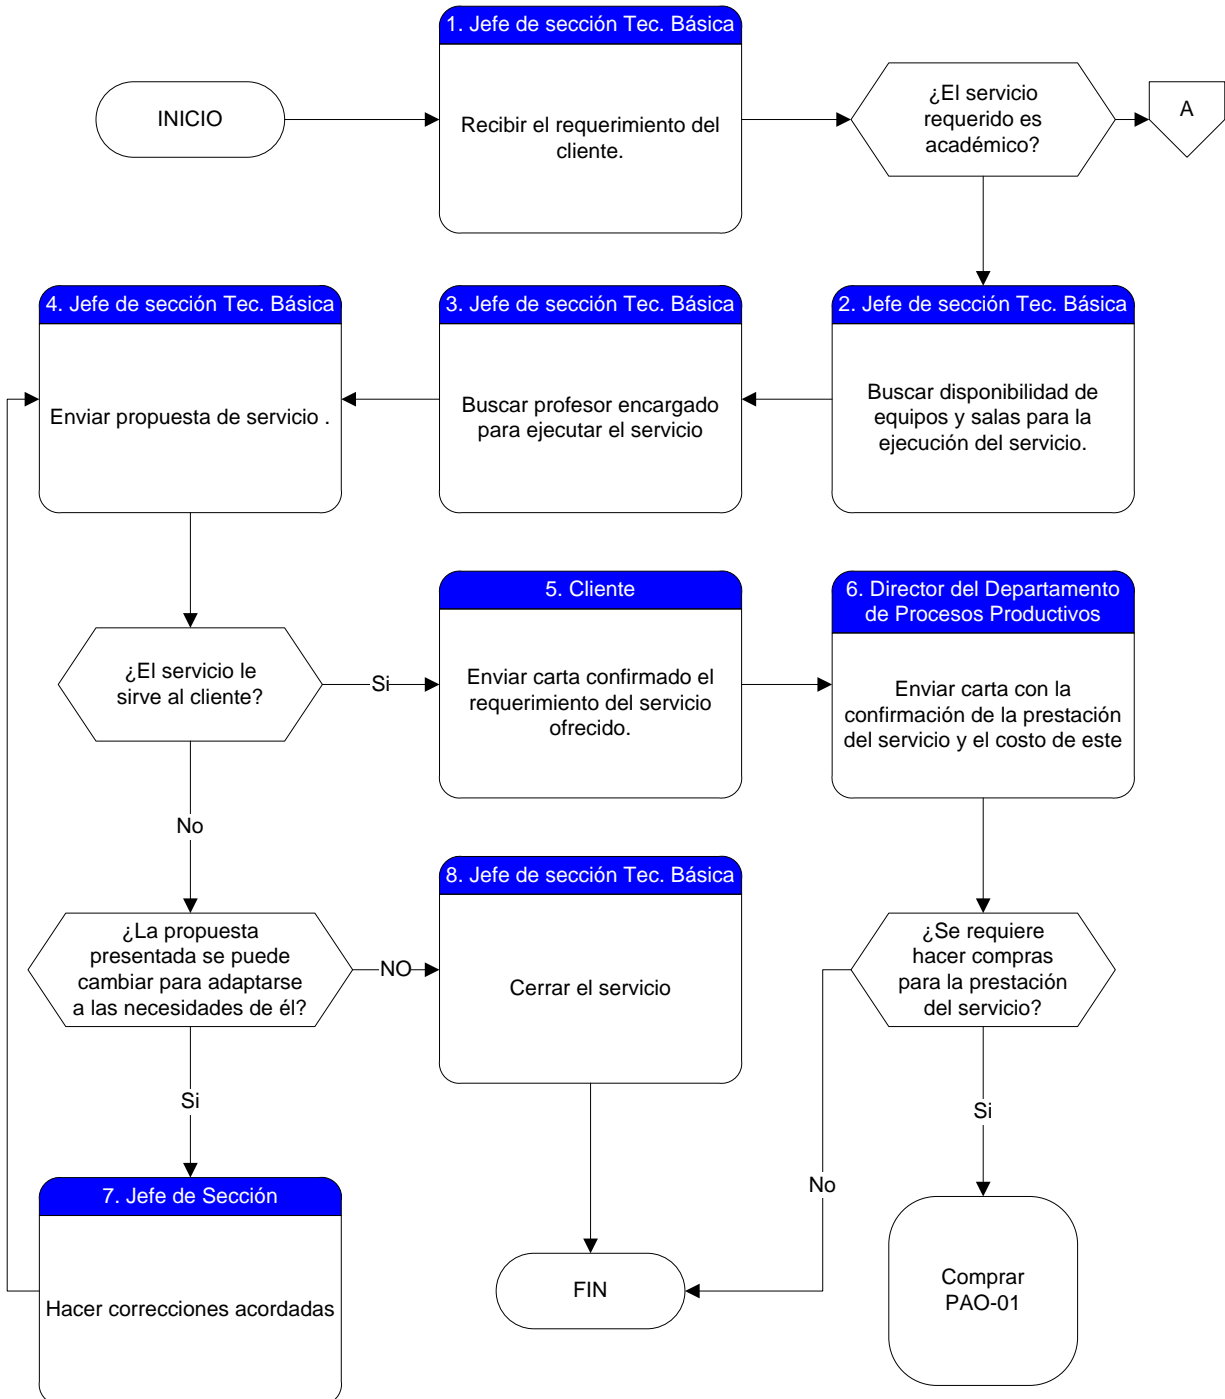 1. Jefe de sección Tec. Básica
INICIO
Recibir el requerimiento del
cliente.
¿El servicio
requerido es
académico?
A
4. Jefe de sección Tec. Básica
Enviar propuesta de servicio .
3. Jefe de sección Tec. Básica
Buscar profesor encargado
para ejecutar el servicio
2. Jefe de sección Tec. Básica
Buscar disponibilidad de
equipos y salas para la
ejecución del servicio.
¿El servicio le
sirve al cliente?
Si
5. Cliente
Enviar carta confirmado el
requerimiento del servicio
ofrecido.
6. Director del Departamento
de Procesos Productivos
Enviar carta con la
confirmación de la prestación
del servicio y el costo de este
No
¿La propuesta
presentada se puede
cambiar para adaptarse
a las necesidades de él?
NO
8. Jefe de sección Tec. Básica
Cerrar el servicio
¿Se requiere
hacer compras
para la prestación
del servicio?
Si
Si
No
7. Jefe de Sección
Hacer correcciones acordadas
FIN
Comprar
PAO-01